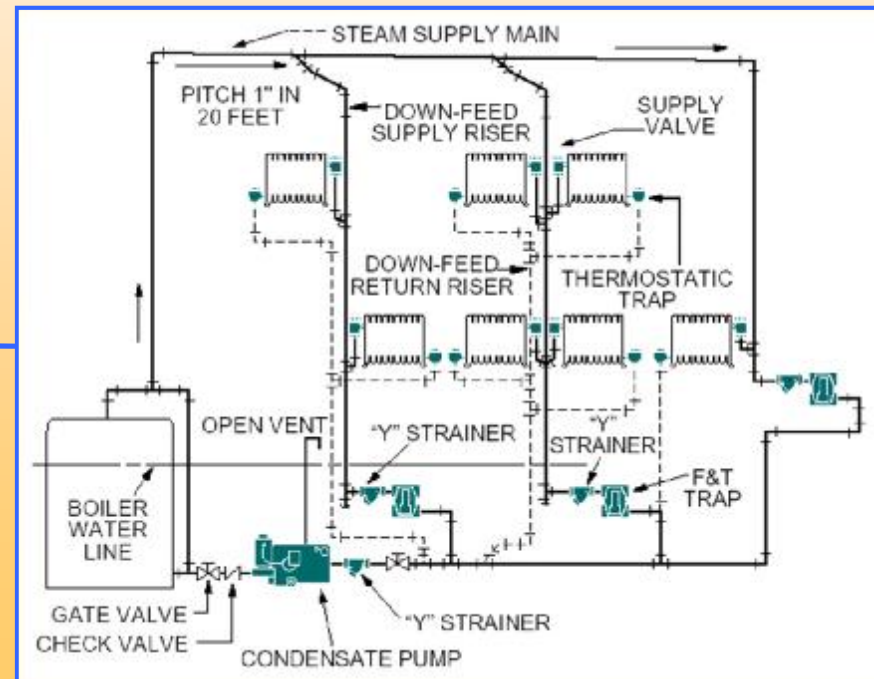 STEAM SUPPLY MAIN
PITCH 1" IN
20 FEET
DOWN-FEED
SUPPLY RISER
SUPPLY
VALVE
DOWN-FEED
RETURN RISER
THERMOSTATIC
TRAP
OPEN VENT
"Y" STRAINER
"Y"
STRAINER
F&T
TRAP
BOILER
WATER
LINE
GATE VALVE
CHECK VALVE
"Y" STRAINER
CONDENSATE PUMP